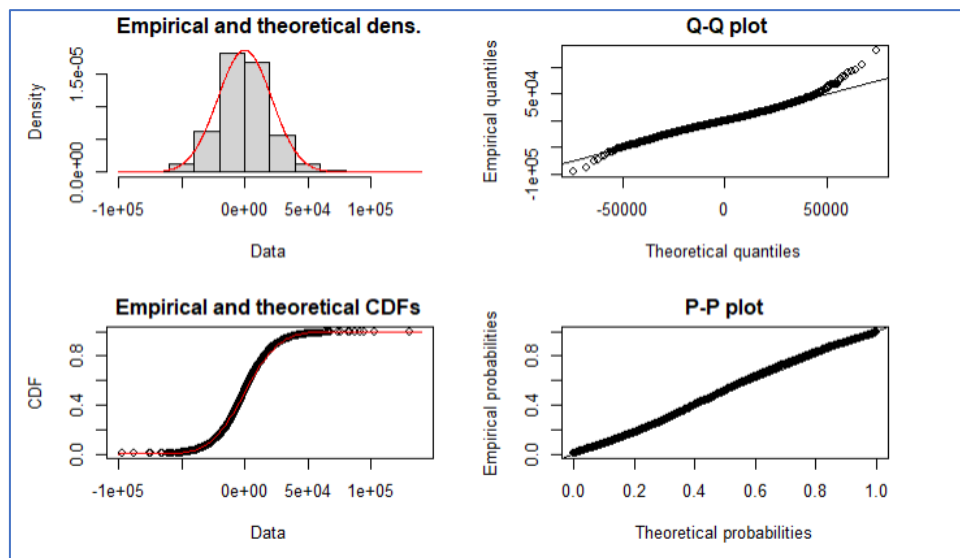 Empirical and theoretical dens.
Density
0.0e+00 1.5e-05
-1e+05 0e+00 5e+04 1e+05
Data
Q-Q plot
Empirical quantiles
-1e+05 5e+04
-50000 0 50000
Theoretical quantiles
Empirical and theoretical CDFs
CDF
0.0 0.4 0.8
-1e+05 0e+00 5e+04 1e+05
Data
P-P plot
Empirical probabilities
0.0 0.4 0.8
0.0 0.2 0.4 0.6 0.8 1.0
Theoretical probabilities